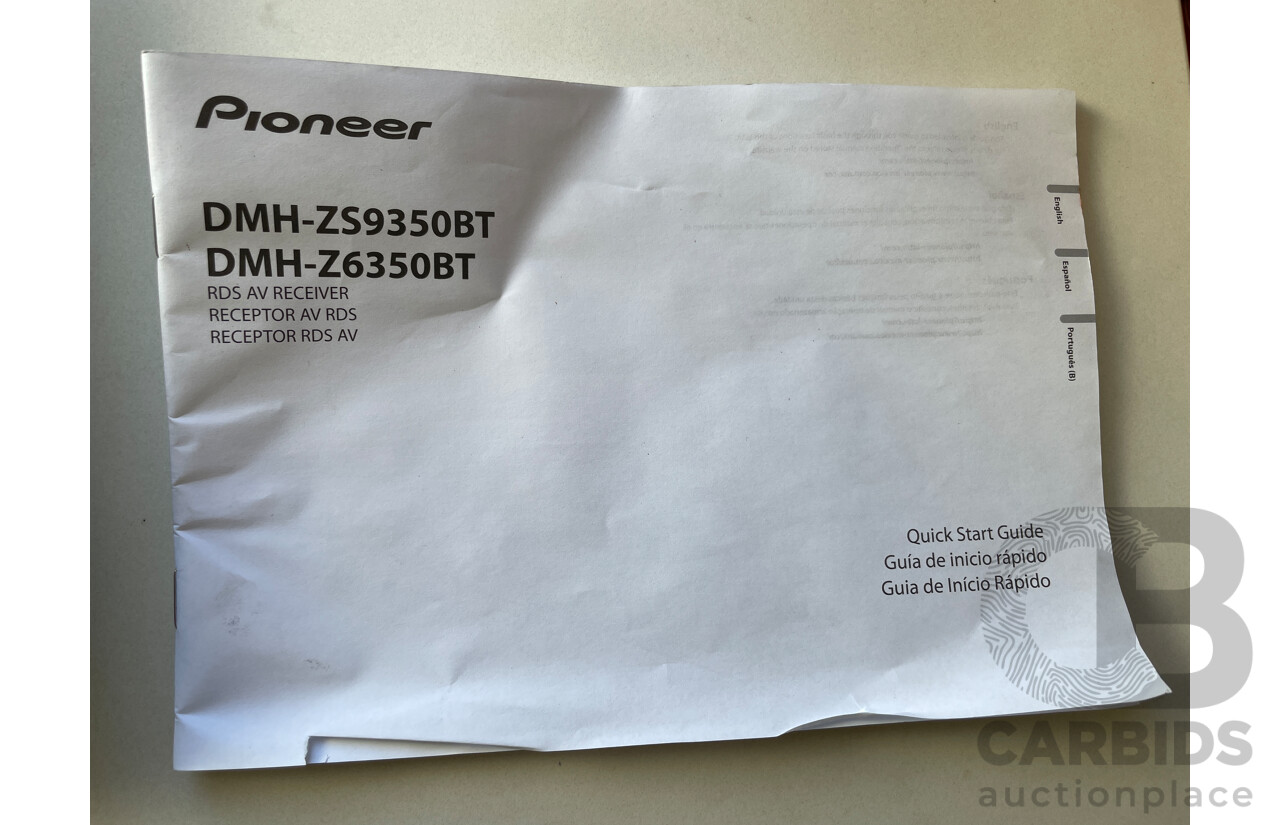 Pioneer
DMH-ZS9350BT
DMH-Z6350BT
RDS AV RECEIVER
RECEPTOR AV RDS
RECEPTOR RDS AV
English
Español
Português (B)
Quick Start Guide
Guía de inicio rápido
Guia de Início Rápido
CB
CARBIDS
auctionplace